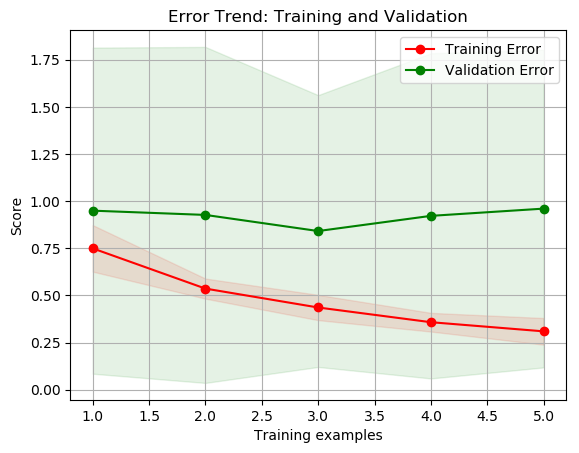 Error Trend: Training and Validation
Training Error
Validation Error
1.75
1.50
1.25
1.00
0.75
0.50
0.25
0.00
Score
1.0 1.5 2.0 2.5 3.0 3.5 4.0 4.5 5.0
Training examples